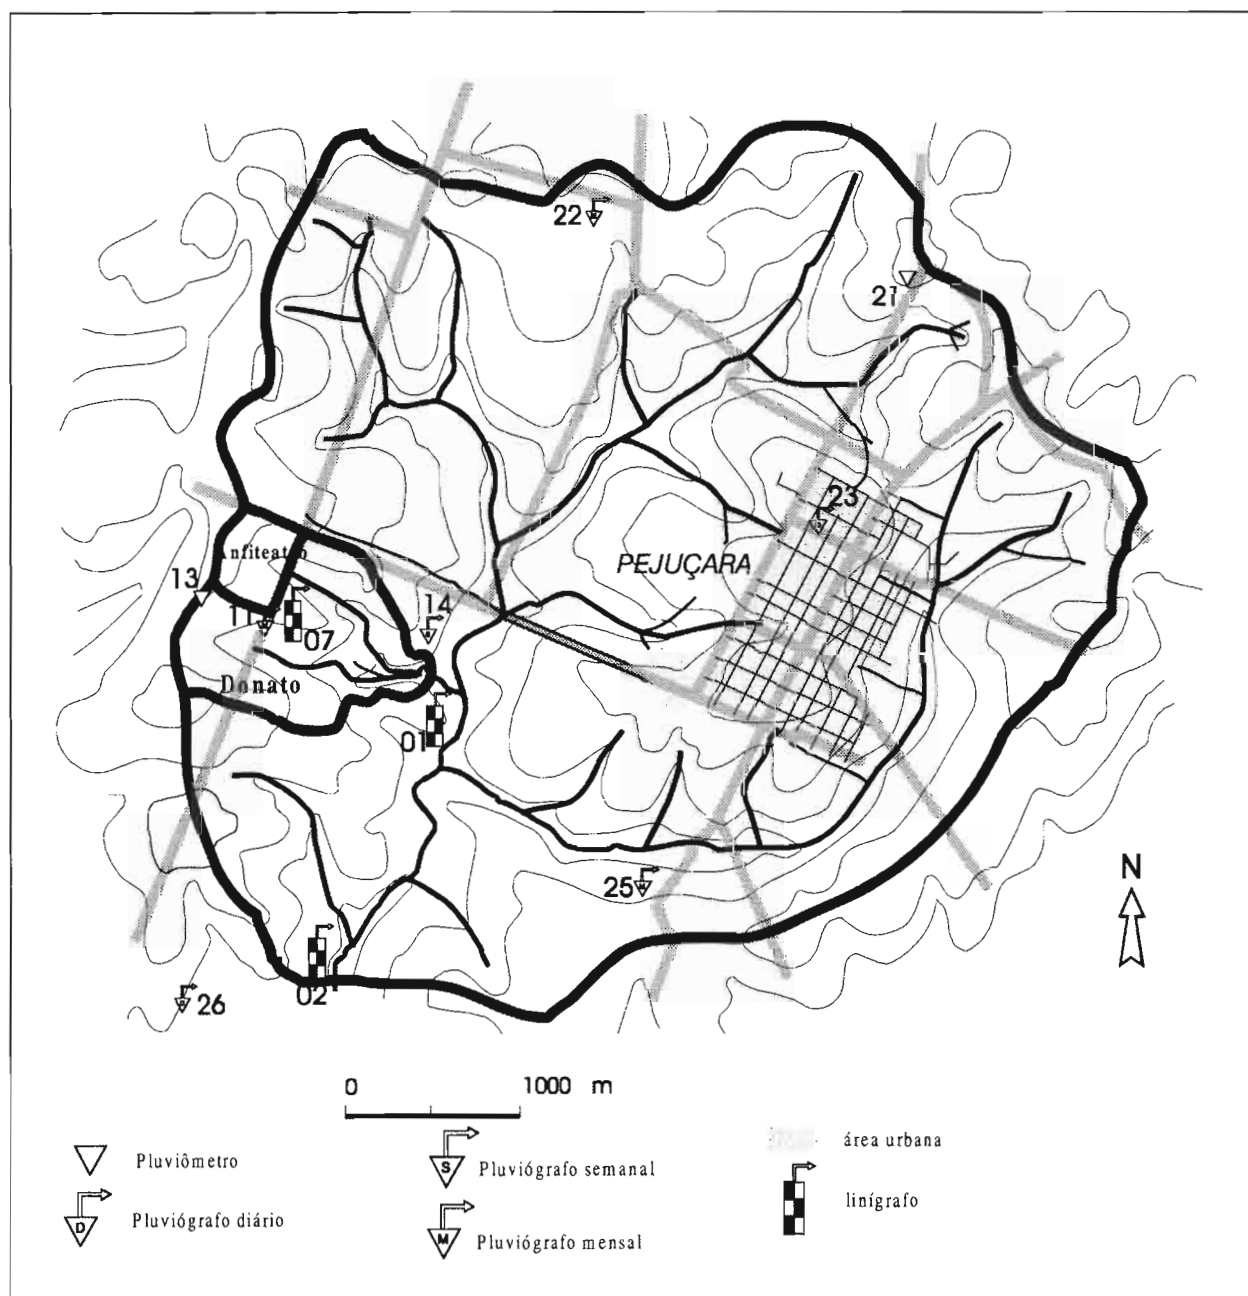 22
21
23
Anfiteatro
PEJUÇARA
13
14
11
07
Donato
01
25
N
02
26
0 1000 m
Pluviômetro
S Pluviógrafo semanal
área urbana
D Pluviógrafo diário
linígrafo
M Pluviógrafo mensal